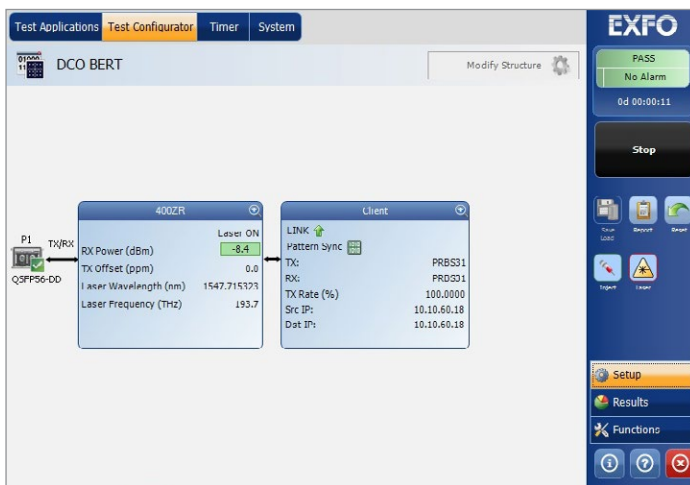 Test Applications Test Configurator Timer System
EXFO
DCO BERT
Modify Structure
PASS
No Alarm
0d 00:00:11
Stop
Save
Load
Report
Reset
Inject
Laser
400ZR
Client
P1
TX/RX
QSFP56-DD
Laser ON
RX Power (dBm) -8.4
TX Offset (ppm) 0.0
Laser Wavelength (nm) 1547.715323
Laser Frequency (THz) 193.7
LINK
Pattern Sync
TX: PRBS31
RX: PRBS31
TX Rate (%) 100.0000
Src IP: 10.10.60.18
Dst IP: 10.10.60.18
Setup
Results
Functions